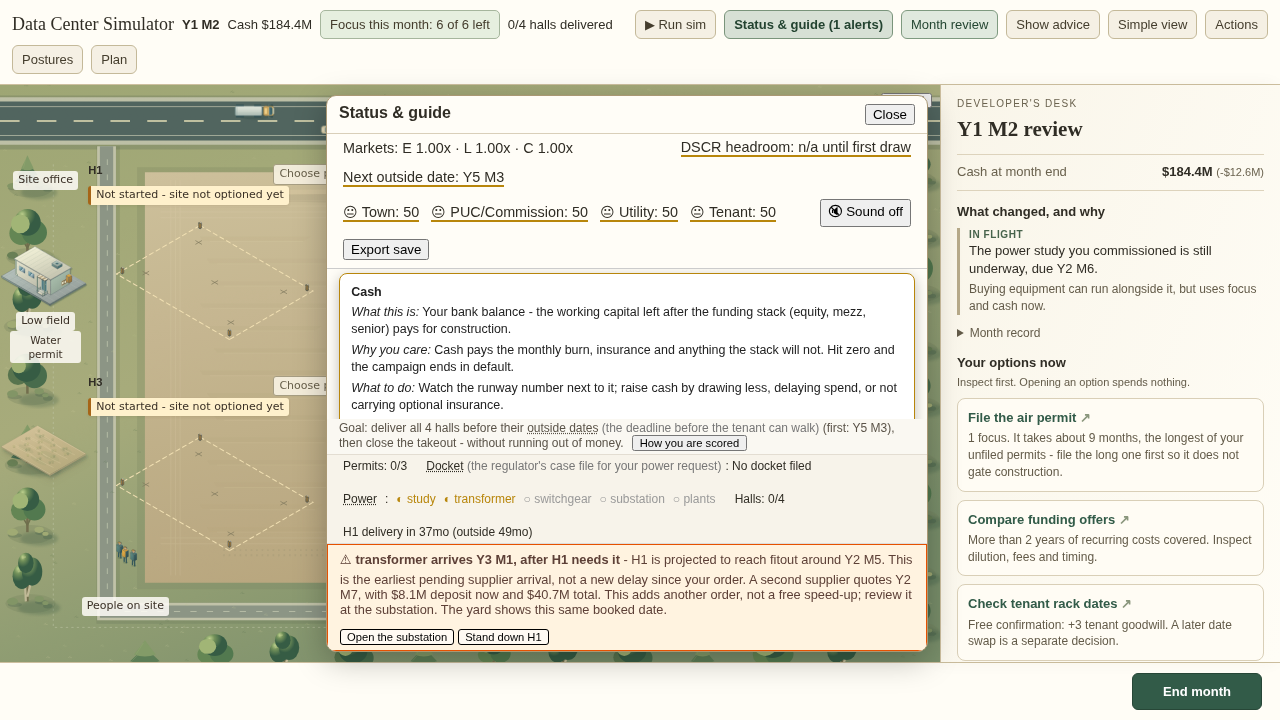 Data Center Simulator Y1 M2 Cash $184.4M Focus this month: 6 of 6 left 0/4 halls delivered ▶ Run sim Status & guide (1 alerts) Month review Show advice Simple view Actions
Postures Plan
Status & guide Close
Markets: E 1.00x · L 1.00x · C 1.00x DSCR headroom: n/a until first draw
Next outside date: Y5 M3
Town: 50 PUC/Commission: 50 Utility: 50 Tenant: 50 Sound off
Export save
Cash
What this is: Your bank balance - the working capital left after the funding stack (equity, mezz,
senior) pays for construction.
Why you care: Cash pays the monthly burn, insurance and anything the stack will not. Hit zero and
the campaign ends in default.
What to do: Watch the runway number next to it; raise cash by drawing less, delaying spend, or not
carrying optional insurance.
Goal: deliver all 4 halls before their outside dates (the deadline before the tenant can walk) (first: Y5 M3),
then close the takeout - without running out of money. How you are scored
Permits: 0/3 Docket (the regulator's case file for your power request) : No docket filed
Power : study transformer ○ switchgear ○ substation ○ plants Halls: 0/4
H1 delivery in 37mo (outside 49mo)
⚠ transformer arrives Y3 M1, after H1 needs it - H1 is projected to reach fitout around Y2 M5. This
is the earliest pending supplier arrival, not a new delay since your order. A second supplier quotes Y2
M7, with $8.1M deposit now and $40.7M total. This adds another order, not a free speed-up; review it
at the substation. The yard shows this same booked date.
Open the substation Stand down H1
H1
Choose
Site office
Not started - site not optioned yet
Low field
Water
permit
H3
Choose
Not started - site not optioned yet
People on site
DEVELOPER'S DESK
Y1 M2 review
Cash at month end $184.4M (-$12.6M)
What changed, and why
IN FLIGHT
The power study you commissioned is still
underway, due Y2 M6.
Buying equipment can run alongside it, but uses focus
and cash now.
▶ Month record
Your options now
Inspect first. Opening an option spends nothing.
File the air permit ↗
1 focus. It takes about 9 months, the longest of your
unfiled permits - file the long one first so it does not
gate construction.
Compare funding offers ↗
More than 2 years of recurring costs covered. Inspect
dilution, fees and timing.
Check tenant rack dates ↗
Free confirmation: +3 tenant goodwill. A later date
swap is a separate decision.
End month